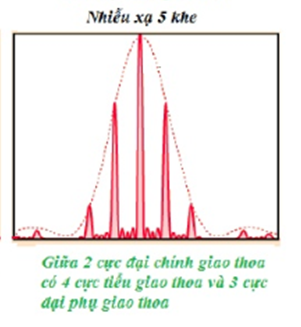 Nhiễu xạ 5 khe
Giữa 2 cực đại chính giao thoa
có 4 cực tiểu giao thoa và 3 cực
đại phụ giao thoa